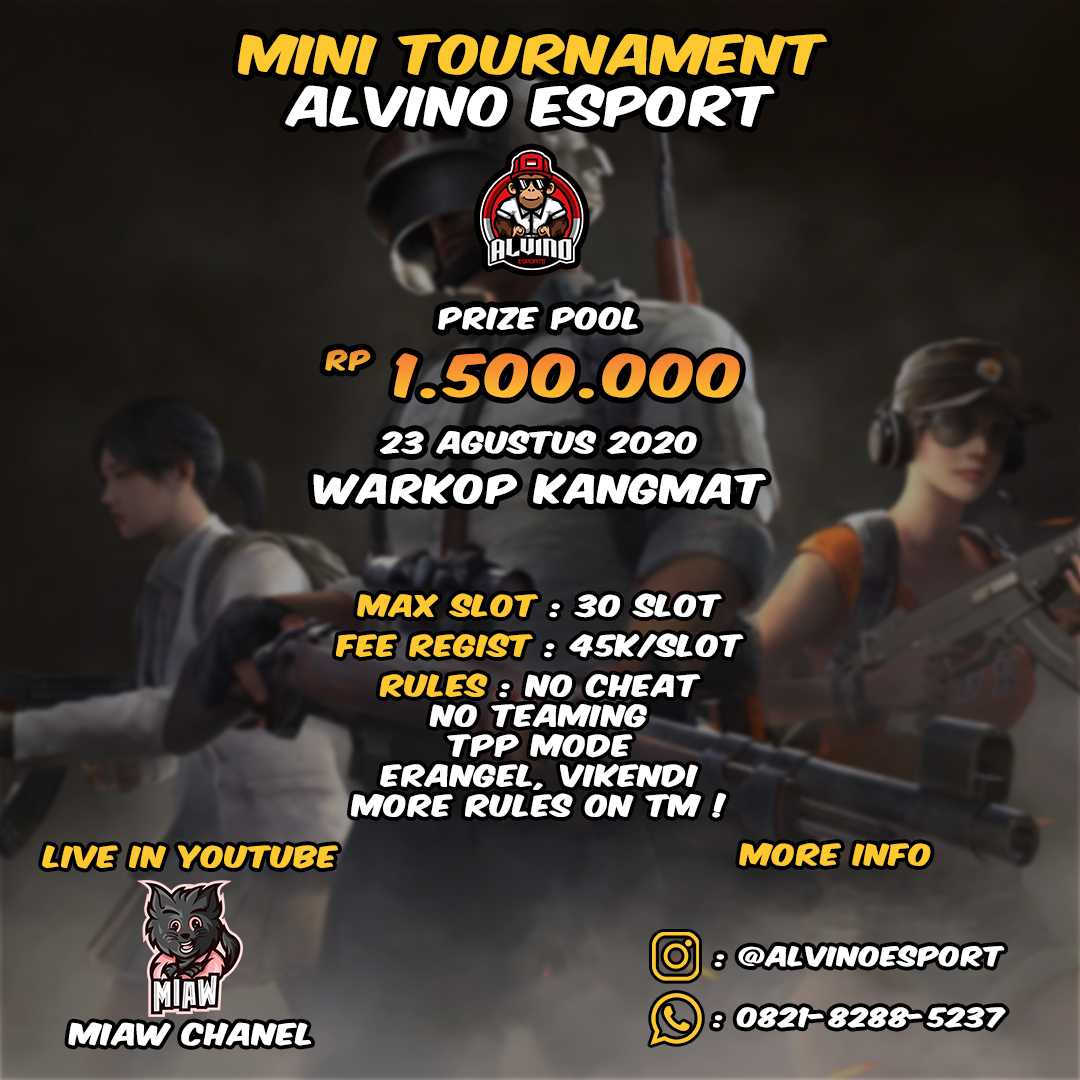 MINI TOURNAMENT
ALVINO ESPORT
ALVINO
ESPORTS
PRIZE POOL
RP 1.500.000
23 AGUSTUS 2020
WARKOP KANGMAT
MAX SLOT : 30 SLOT
FEE REGIST : 45K/SLOT
RULES : NO CHEAT
NO TEAMING
TPP MODE
ERANGEL, VIKENDI
MORE RULES ON TM !
LIVE IN YOUTUBE
MIAW
MIAW CHANEL
MORE INFO
: @ALVINOESPORT
: 0821-8288-5237